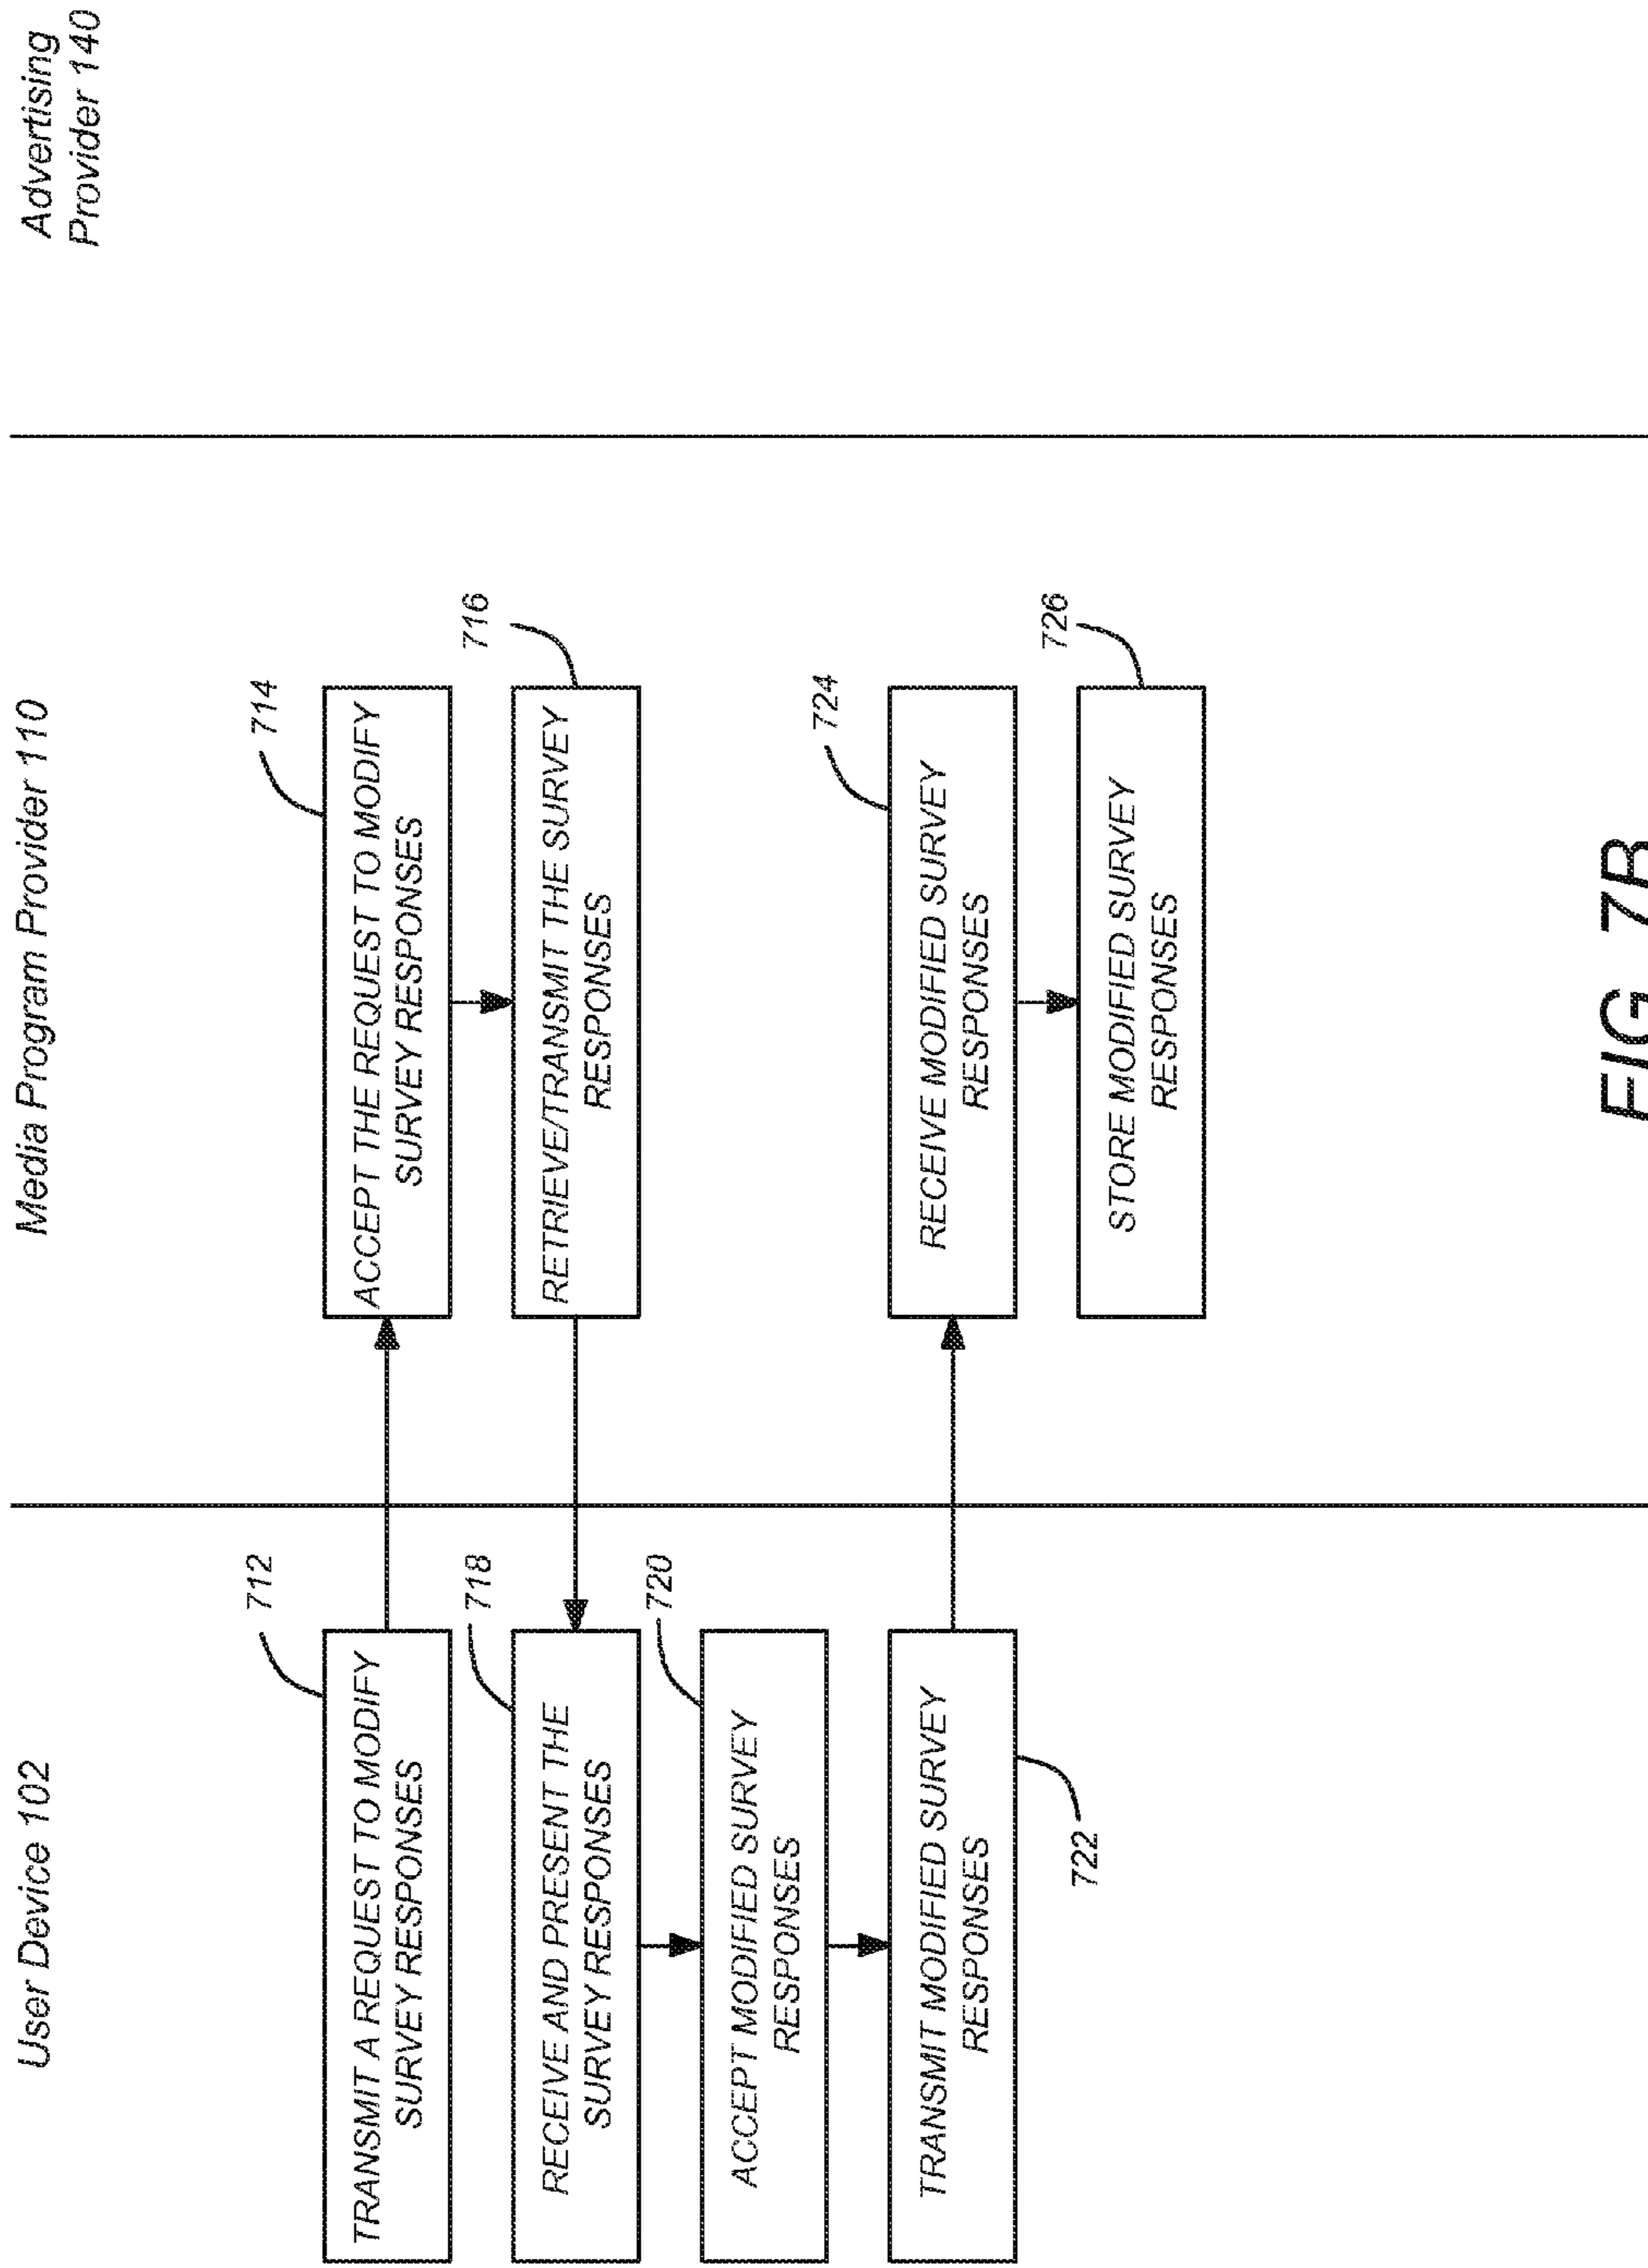 User Device 102
Media Program Provider 110
Advertising
Provider 140
712
TRANSMIT A REQUEST TO MODIFY
SURVEY RESPONSES
714
ACCEPT THE REQUEST TO MODIFY
SURVEY RESPONSES
716
RETRIEVE/TRANSMIT THE SURVEY
RESPONSES
718
RECEIVE AND PRESENT THE
SURVEY RESPONSES
720
ACCEPT MODIFIED SURVEY
RESPONSES
TRANSMIT MODIFIED SURVEY
RESPONSES
722
724
RECEIVE MODIFIED SURVEY
RESPONSES
726
STORE MODIFIED SURVEY
RESPONSES
FIG. 7B